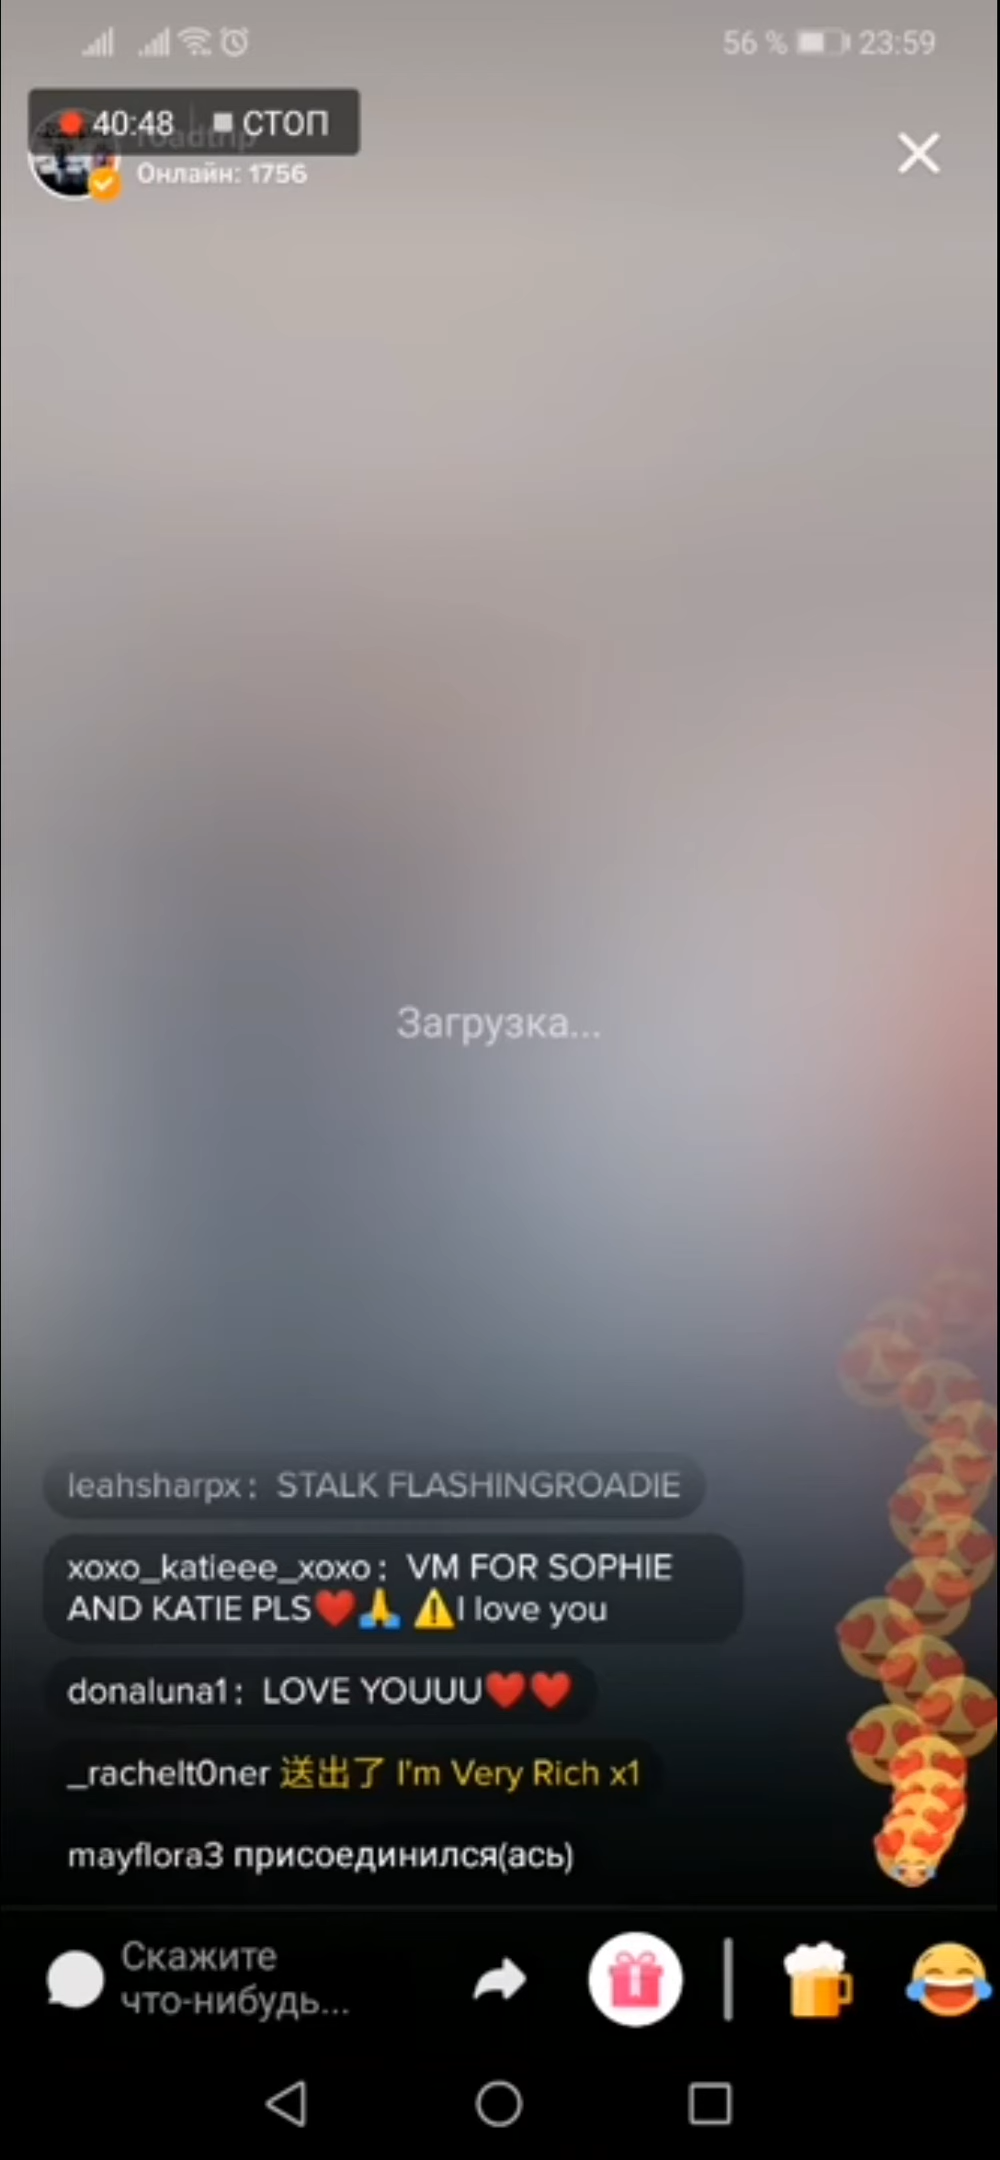 56 % 23:59
40:48 СТОП
roadtrip
Онлайн: 1756
Загрузка...
leahsharpx: STALK FLASHINGROADIE
xoxo_katieee_xoxo: VM FOR SOPHIE
AND KATIE PLS❤️🙏 ⚠️I love you
donaluna1: LOVE YOUUU❤️❤️
_rachelt0ner 送出了 I'm Very Rich x1
mayflora3 присоединился(ась)
Скажите
что-нибудь...